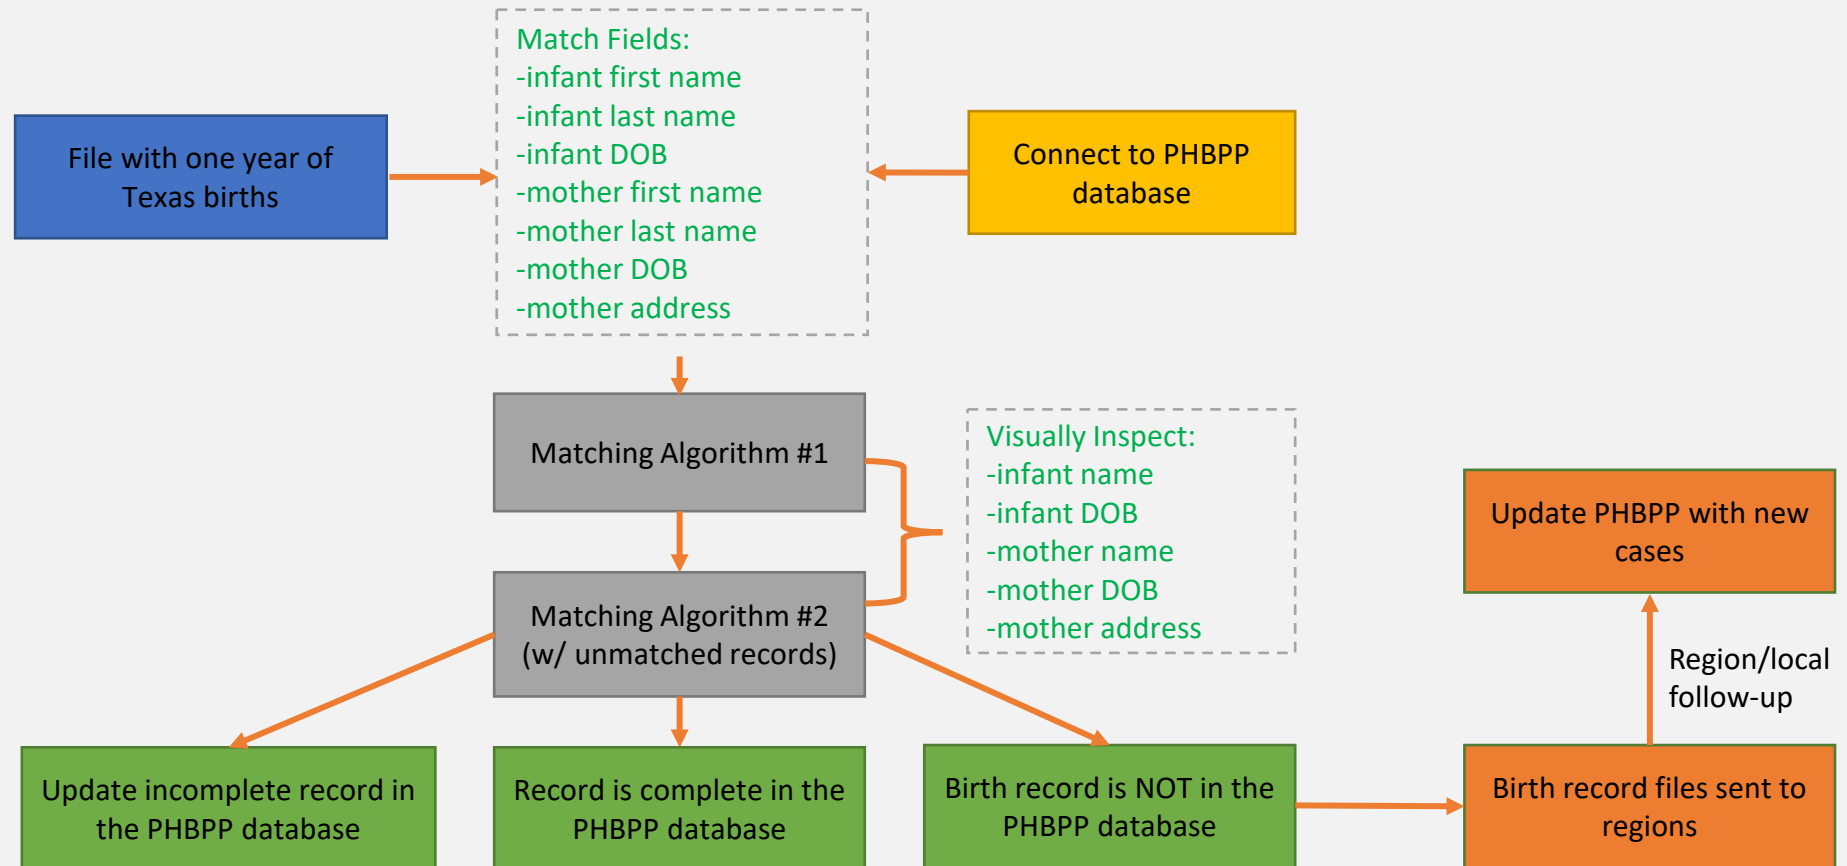 Match Fields:
-infant first name
-infant last name
-infant DOB
-mother first name
-mother last name
-mother DOB
-mother address
File with one year of
Texas births
Connect to PHBPP
database
Matching Algorithm #1
Visually Inspect:
-infant name
-infant DOB
-mother name
-mother DOB
-mother address
Matching Algorithm #2
(w/ unmatched records)
Update PHBPP with new
cases
Region/local
follow-up
Update incomplete record in
the PHBPP database
Record is complete in the
PHBPP database
Birth record is NOT in the
PHBPP database
Birth record files sent to
regions